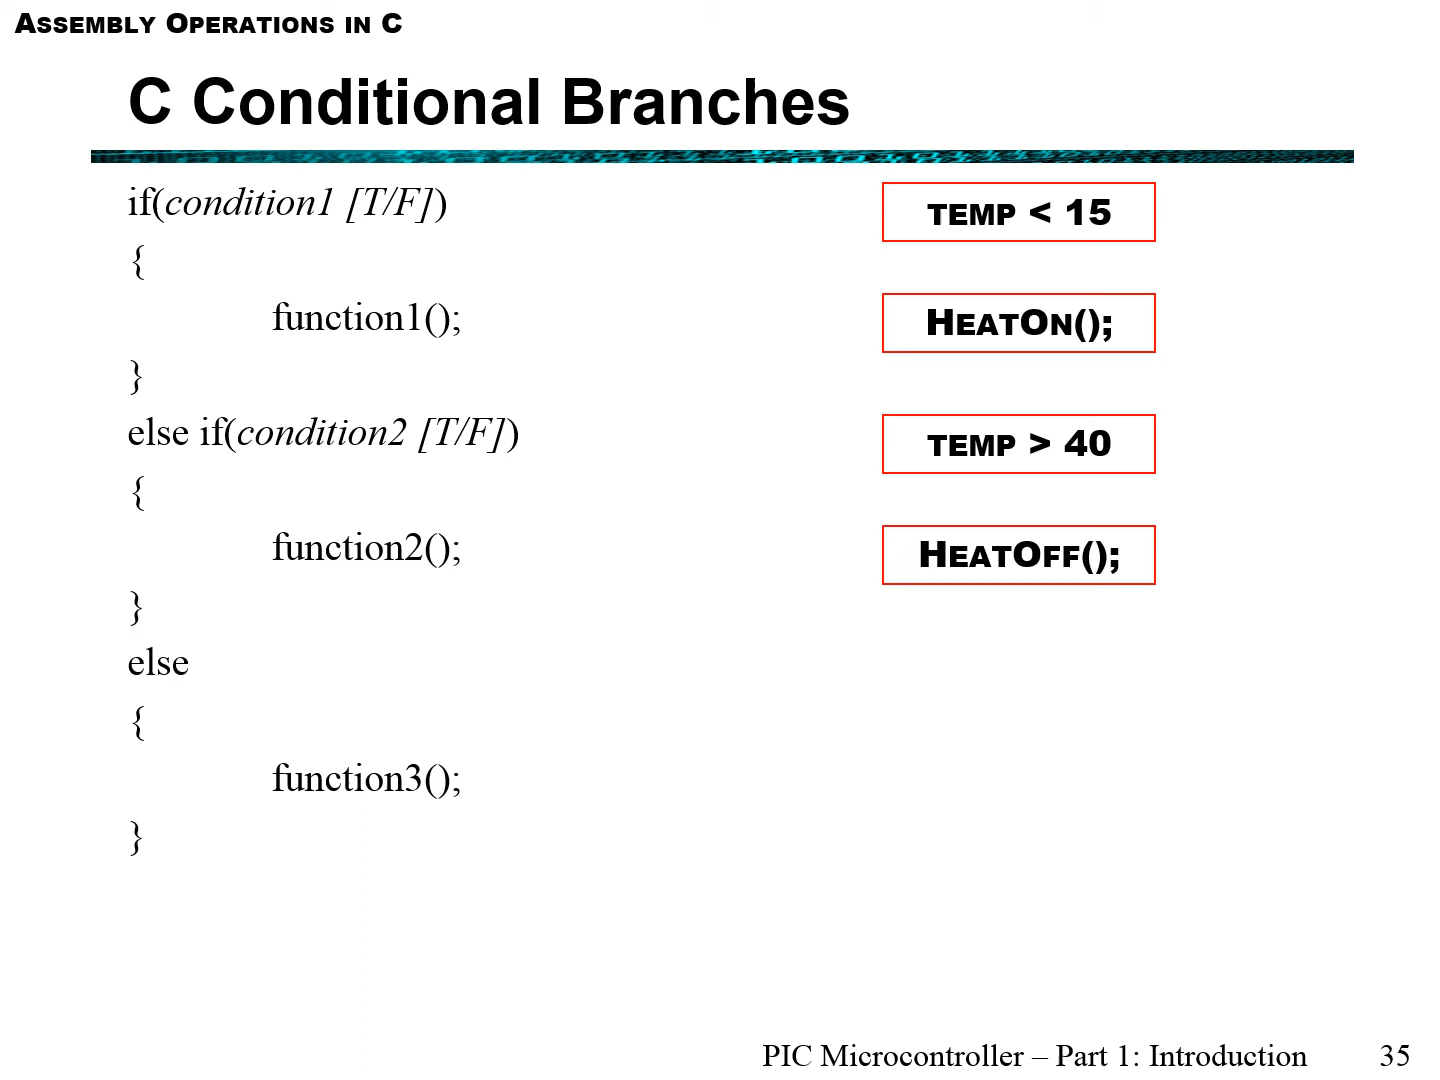 ASSEMBLY OPERATIONS IN C
C Conditional Branches
if(condition1 [T/F])
TEMP < 15
{
function1();
HEATON();
}
else if(condition2 [T/F])
TEMP > 40
{
function2();
HEATOFF();
}
else
{
function3();
}
PIC Microcontroller – Part 1: Introduction 35